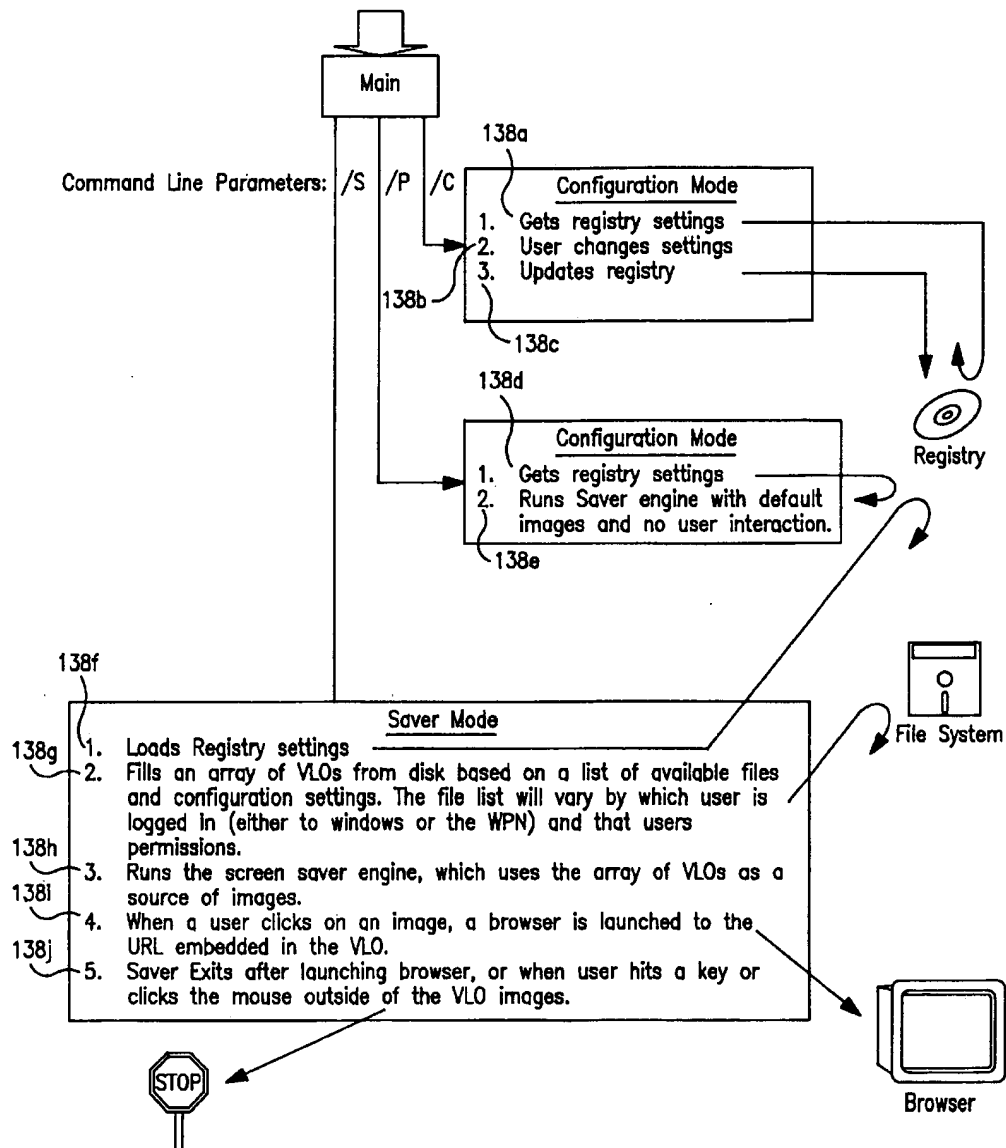 Main
Command Line Parameters: /S /P /C
138a
Configuration Mode
1. Gets registry settings
2. User changes settings
3. Updates registry
138b
138c
Registry
138d
Configuration Mode
1. Gets registry settings
2. Runs Saver engine with default
images and no user interaction.
138e
File System
138f
Saver Mode
1. Loads Registry settings
138g
2. Fills an array of VLOs from disk based on a list of available files
and configuration settings. The file list will vary by which user is
logged in (either to windows or the WPN) and that users
permissions.
138h
3. Runs the screen saver engine, which uses the array of VLOs as a
source of images.
138i
4. When a user clicks on an image, a browser is launched to the
URL embedded in the VLO.
138j
5. Saver Exits after launching browser, or when user hits a key or
clicks the mouse outside of the VLO images.
STOP
Browser